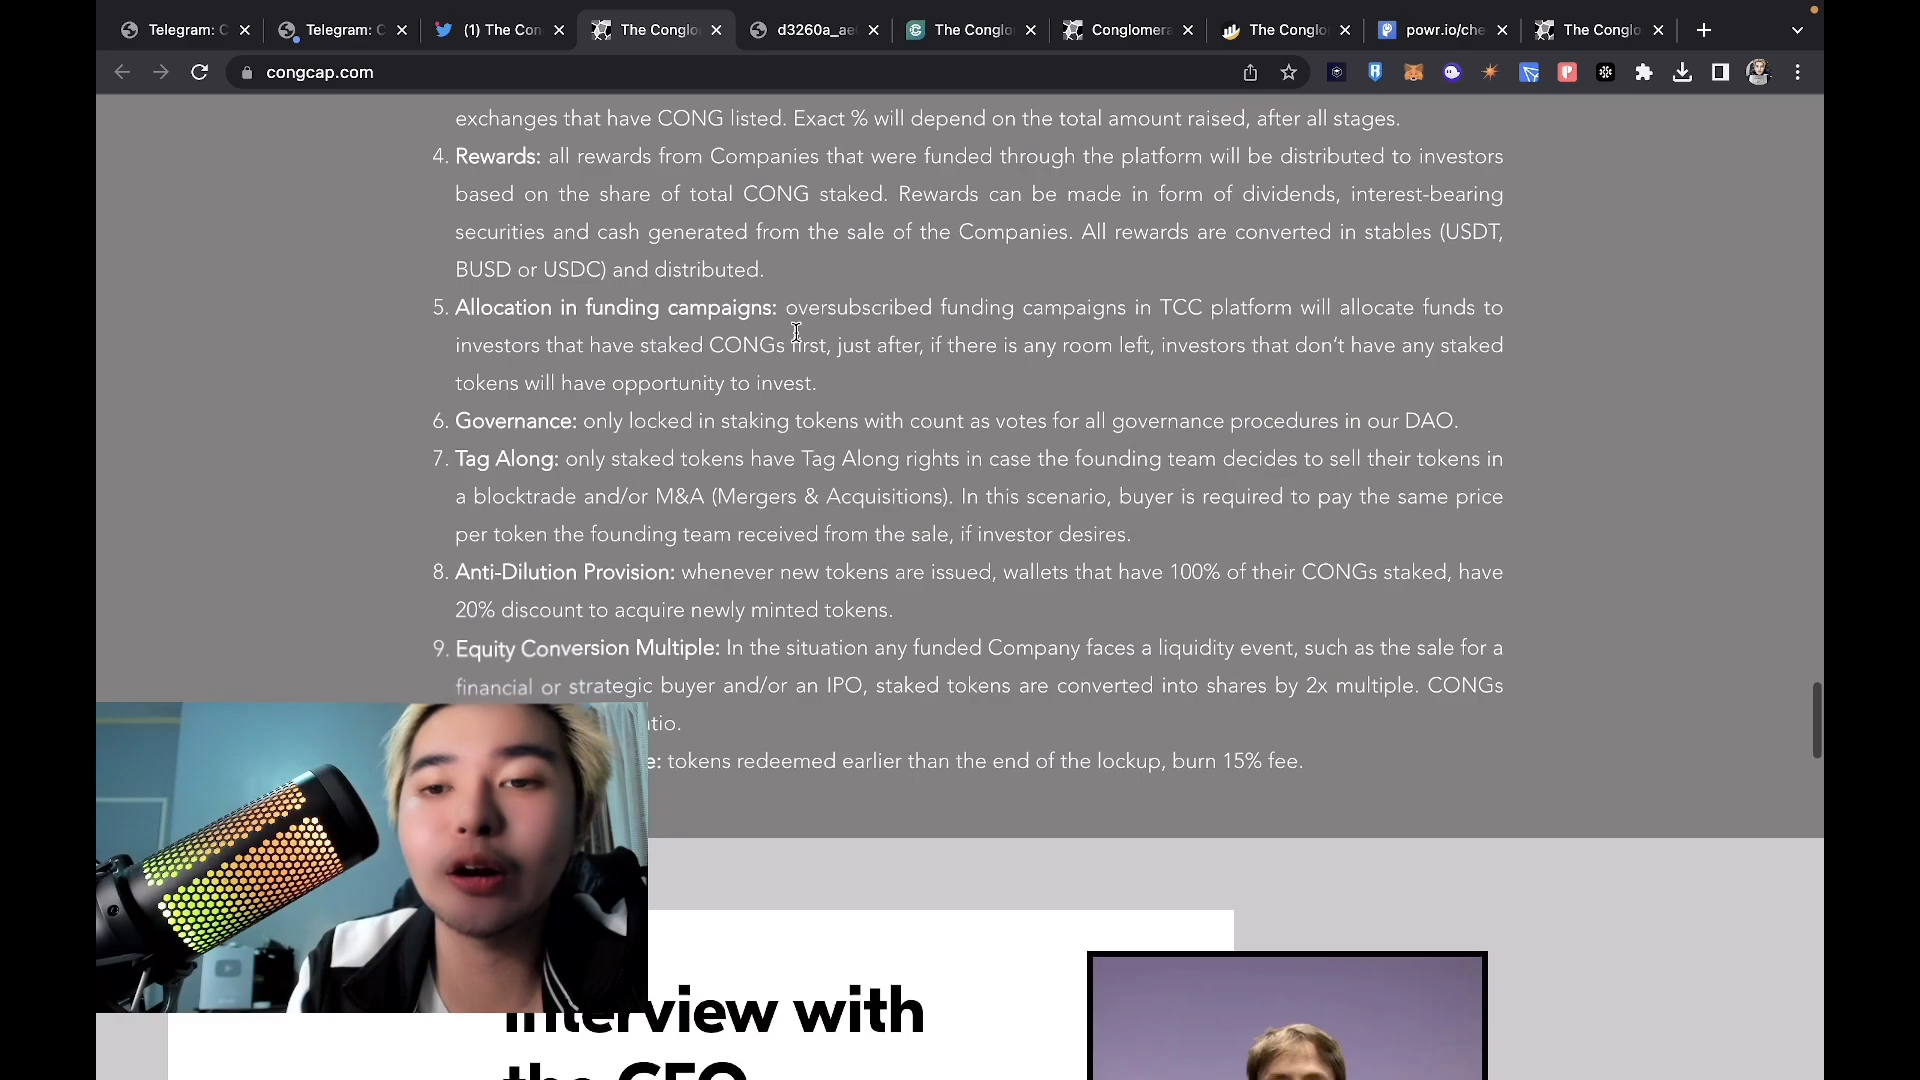 Telegram: C
Telegram: C
(1) The Con
The Conglo
d3260a_ae
The Conglo
Conglomera
The Conglo
powr.io/che
The Conglo
congcap.com
exchanges that have CONG listed. Exact % will depend on the total amount raised, after all stages.
4. Rewards: all rewards from Companies that were funded through the platform will be distributed to investors
based on the share of total CONG staked. Rewards can be made in form of dividends, interest-bearing
securities and cash generated from the sale of the Companies. All rewards are converted in stables (USDT,
BUSD or USDC) and distributed.
5. Allocation in funding campaigns: oversubscribed funding campaigns in TCC platform will allocate funds to
investors that have staked CONGs first, just after, if there is any room left, investors that don't have any staked
tokens will have opportunity to invest.
6. Governance: only locked in staking tokens with count as votes for all governance procedures in our DAO.
7. Tag Along: only staked tokens have Tag Along rights in case the founding team decides to sell their tokens in
a blocktrade and/or M&A (Mergers & Acquisitions). In this scenario, buyer is required to pay the same price
per token the founding team received from the sale, if investor desires.
8. Anti-Dilution Provision: whenever new tokens are issued, wallets that have 100% of their CONGs staked, have
20% discount to acquire newly minted tokens.
9. Equity Conversion Multiple: In the situation any funded Company faces a liquidity event, such as the sale for a
financial or strategic buyer and/or an IPO, staked tokens are converted into shares by 2x multiple. CONGs
tio.
e: tokens redeemed earlier than the end of the lockup, burn 15% fee.
Interview with
the CEO